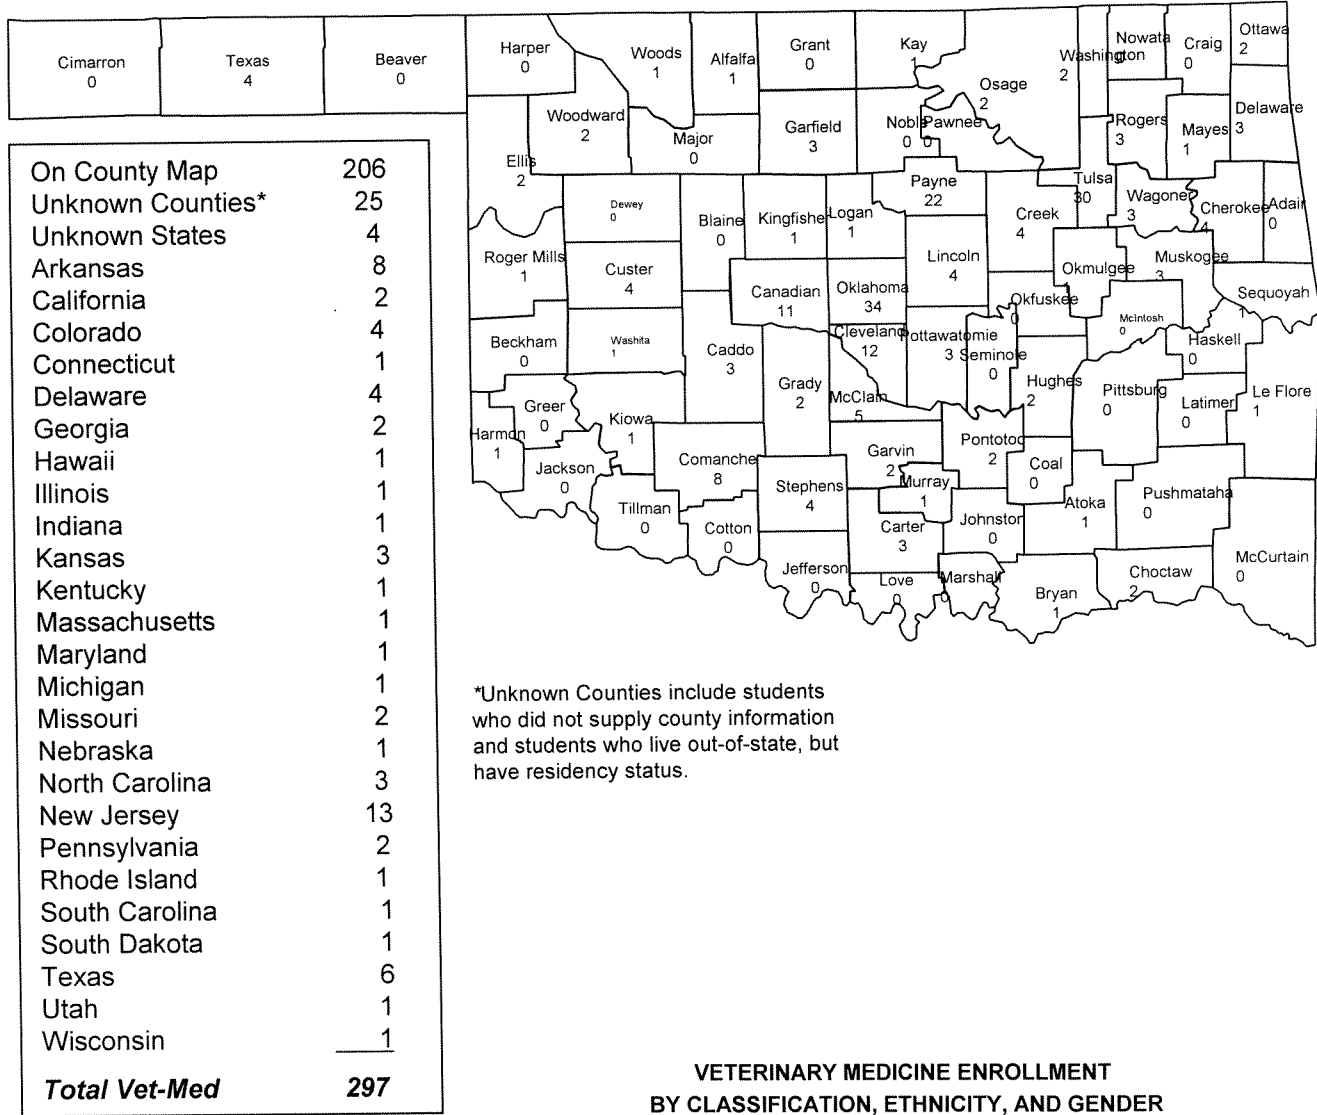 Cimarron
0
Texas
4
Beaver
0
Harper
0
Woods
1
Alfalfa
1
Grant
0
Kay
1
Osage
2
Washington
2
Nowata
0
Craig
0
Ottawa
2
Ellis
2
Woodward
2
Major
0
Garfield
3
Noble
0
Pawnee
0
Rogers
3
Mayes
1
Delaware
3
Dewey
0
Blaine
0
Kingfishe
1
Logan
1
Payne
22
Creek
4
Tulsa
30
Wagoner
3
Cherokee
4
Adair
0
Roger Mills
1
Custer
4
Canadian
11
Oklahoma
34
Lincoln
4
Okfuskee
0
Okmulgee
Muskogee
3
Sequoyah
1
Beckham
0
Washita
1
Caddo
3
Grady
2
Cleveland
12
Pottawatomie
3
Seminole
0
Hughes
2
McIntosh
0
Haskell
0
Pittsburg
0
Latimer
0
Le Flore
1
Harmon
1
Greer
0
Kiowa
1
McClain
5
Jackson
0
Comanche
8
Stephens
4
Garvin
2
Murray
1
Pontotoc
2
Coal
0
Atoka
1
Pushmataha
0
Tillman
0
Cotton
0
Carter
3
Johnston
0
Jefferson
0
Love
0
Marshall
0
Bryan
1
Choctaw
2
McCurtain
0
On County Map 206
Unknown Counties* 25
Unknown States 4
Arkansas 8
California 2
Colorado 4
Connecticut 1
Delaware 4
Georgia 2
Hawaii 1
Illinois 1
Indiana 1
Kansas 3
Kentucky 1
Massachusetts 1
Maryland 1
Michigan 1
Missouri 2
Nebraska 1
North Carolina 3
New Jersey 13
Pennsylvania 2
Rhode Island 1
South Carolina 1
South Dakota 1
Texas 6
Utah 1
Wisconsin 1
Total Vet-Med 297
*Unknown Counties include students
who did not supply county information
and students who live out-of-state, but
have residency status.
VETERINARY MEDICINE ENROLLMENT
BY CLASSIFICATION, ETHNICITY, AND GENDER